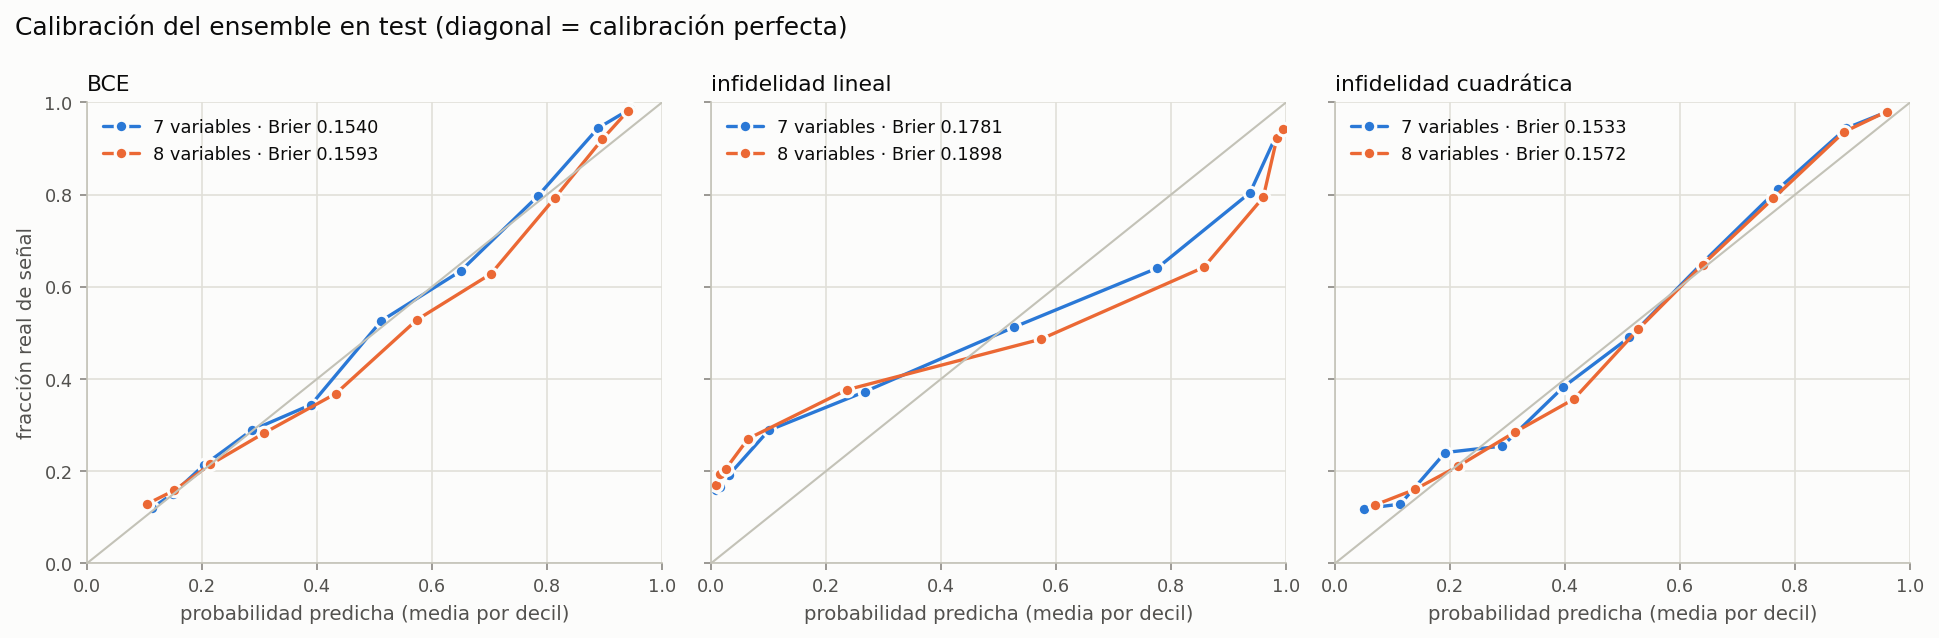 Calibración del ensemble en test (diagonal = calibración perfecta)
BCE
7 variables · Brier 0.1540
8 variables · Brier 0.1593
fracción real de señal
1.0
0.8
0.6
0.4
0.2
0.0
0.0 0.2 0.4 0.6 0.8 1.0
probabilidad predicha (media por decil)
infidelidad lineal
7 variables · Brier 0.1781
8 variables · Brier 0.1898
0.0 0.2 0.4 0.6 0.8 1.0
probabilidad predicha (media por decil)
infidelidad cuadrática
7 variables · Brier 0.1533
8 variables · Brier 0.1572
0.0 0.2 0.4 0.6 0.8 1.0
probabilidad predicha (media por decil)